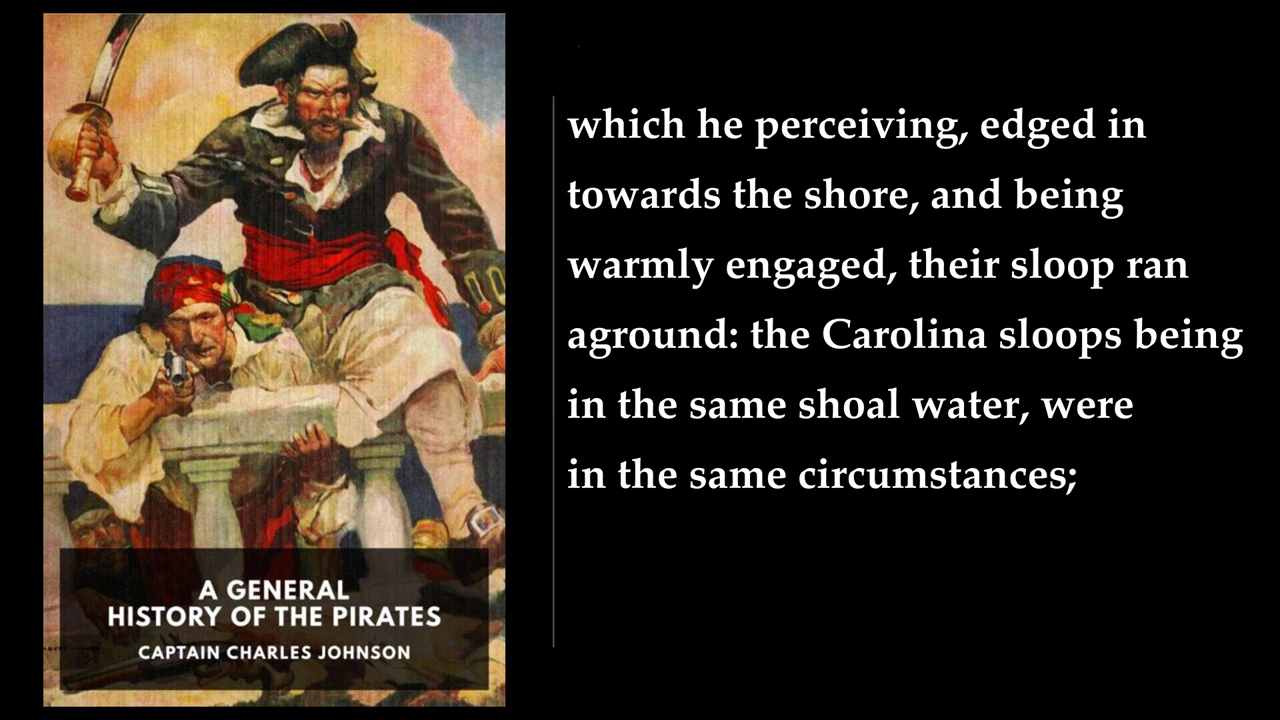 which he perceiving, edged in
towards the shore, and being
warmly engaged, their sloop ran
aground: the Carolina sloops being
in the same shoal water, were
in the same circumstances;
A GENERAL
HISTORY OF THE PIRATES
CAPTAIN CHARLES JOHNSON